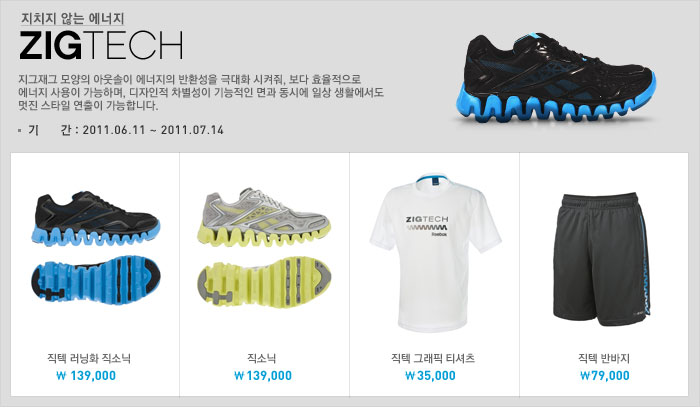 지치지 않는 에너지
ZIGTECH
지그재그 모양의 아웃솔이 에너지의 반환성을 극대화 시켜줘, 보다 효율적으로
에너지 사용이 가능하며, 디자인적 차별성이 기능적인 면과 동시에 일상 생활에서도
멋진 스타일 연출이 가능합니다.
기 간 : 2011.06.11 ~ 2011.07.14
ZIGTECH
Reebok
직텍 러닝화 직소닉
₩ 139,000
직소닉
₩ 139,000
직텍 그래픽 티셔츠
₩35,000
직텍 반바지
₩79,000